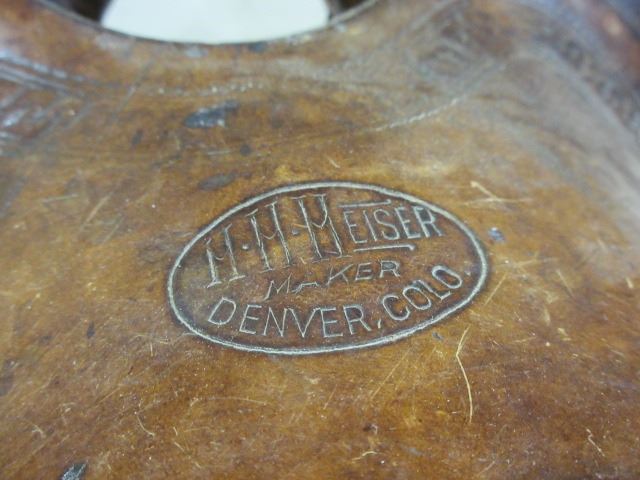 H·H·HEISER
MAKER
DENVER, COLO.